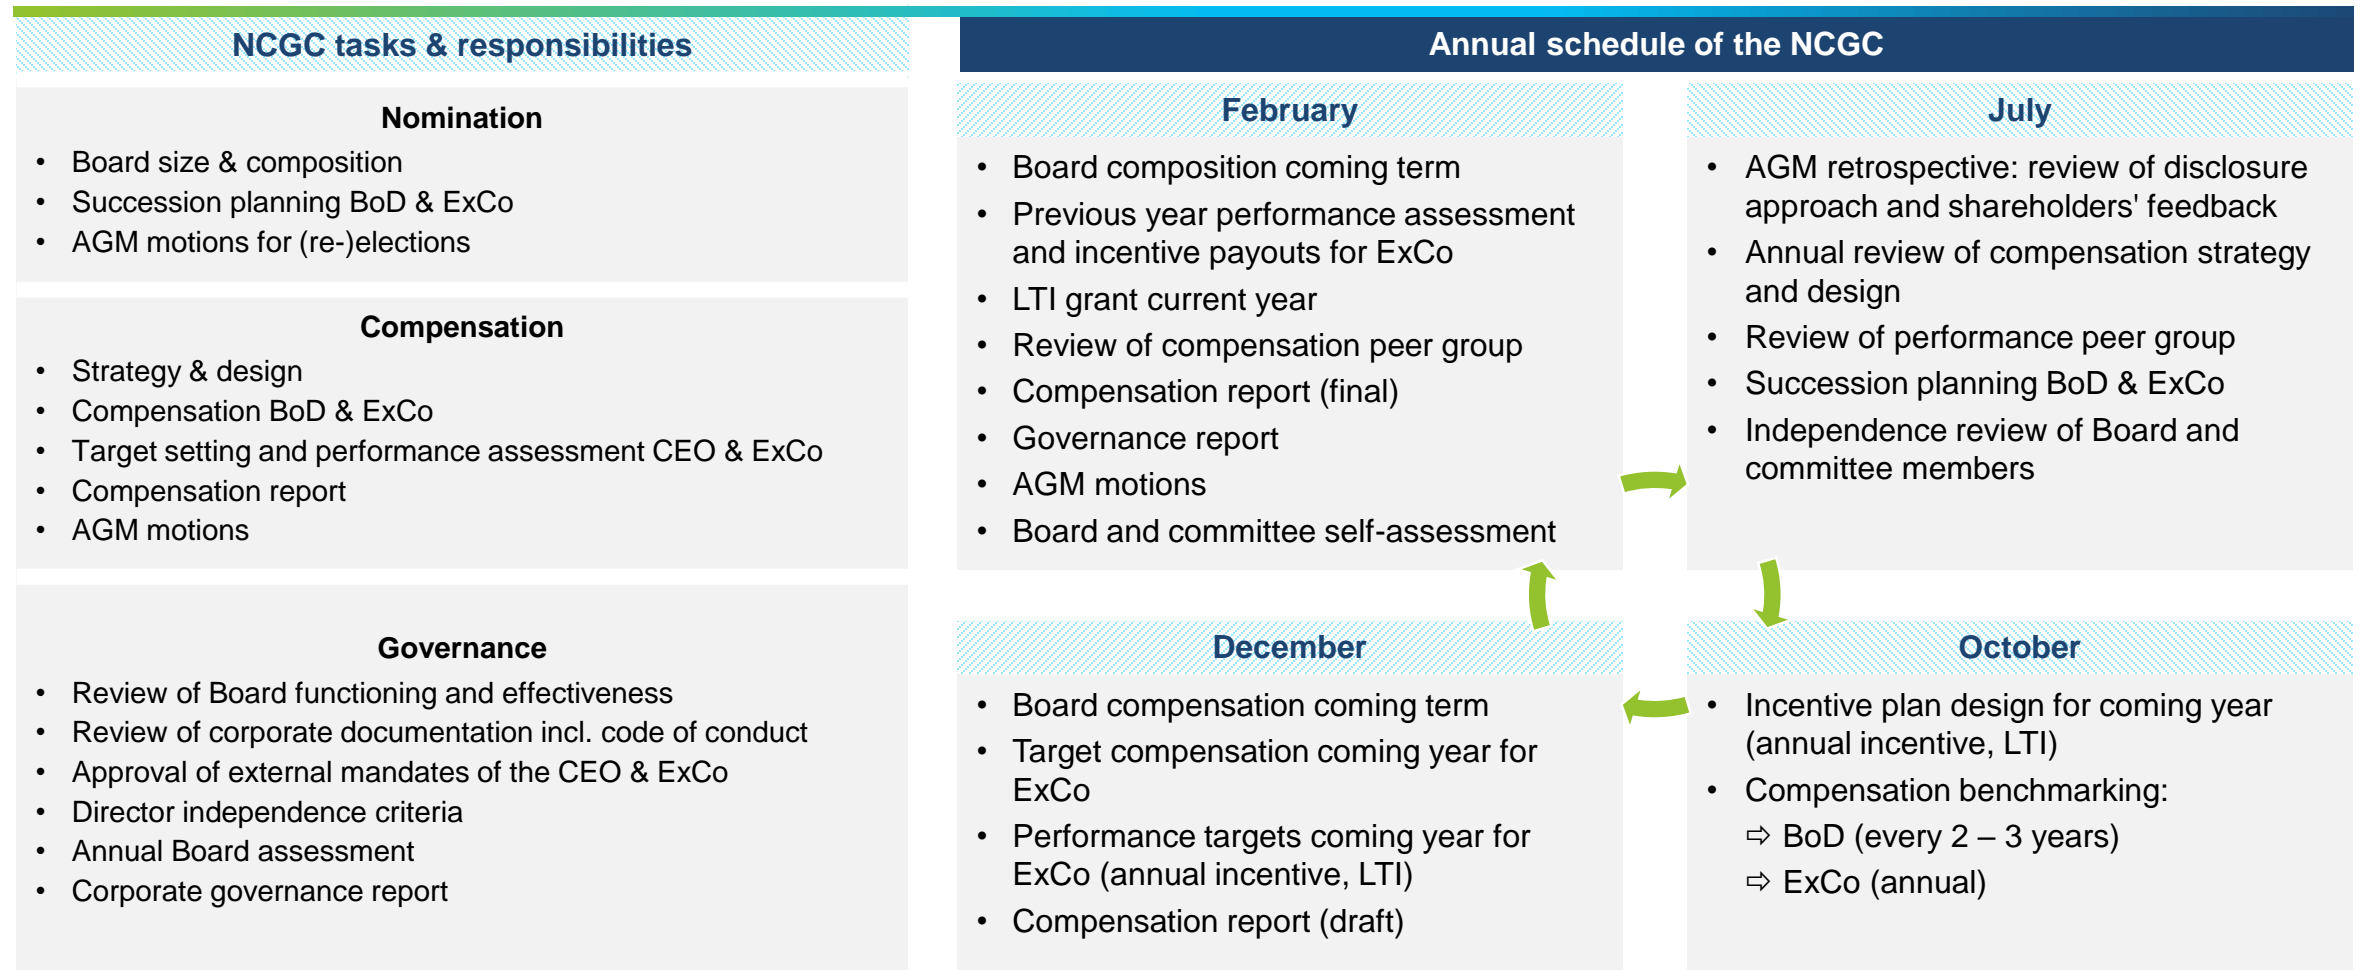 NCGC tasks & responsibilities
Nomination
• Board size & composition
• Succession planning BoD & ExCo
• AGM motions for (re-)elections
Compensation
• Strategy & design
• Compensation BoD & ExCo
• Target setting and performance assessment CEO & ExCo
• Compensation report
• AGM motions
Governance
• Review of Board functioning and effectiveness
• Review of corporate documentation incl. code of conduct
• Approval of external mandates of the CEO & ExCo
• Director independence criteria
• Annual Board assessment
• Corporate governance report
Annual schedule of the NCGC
February
• Board composition coming term
• Previous year performance assessment
and incentive payouts for ExCo
• LTI grant current year
• Review of compensation peer group
• Compensation report (final)
• Governance report
• AGM motions
• Board and committee self-assessment
July
• AGM retrospective: review of disclosure
approach and shareholders' feedback
• Annual review of compensation strategy
and design
• Review of performance peer group
• Succession planning BoD & ExCo
• Independence review of Board and
committee members
October
• Incentive plan design for coming year
(annual incentive, LTI)
• Compensation benchmarking:
⇨ BoD (every 2 – 3 years)
⇨ ExCo (annual)
December
• Board compensation coming term
• Target compensation coming year for
ExCo
• Performance targets coming year for
ExCo (annual incentive, LTI)
• Compensation report (draft)